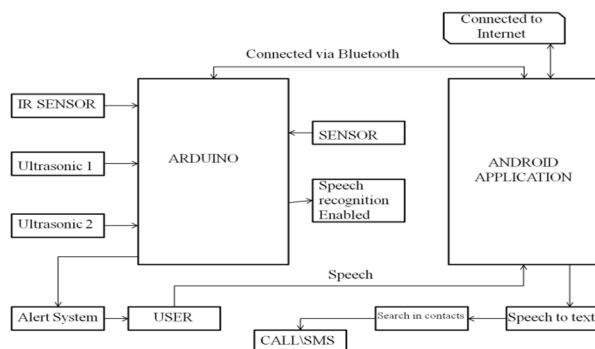 Connected to
Internet
Connected via Bluetooth
IR SENSOR
Ultrasonic 1
Ultrasonic 2
ARDUINO
SENSOR
Speech
recognition
Enabled
ANDROID
APPLICATION
Speech
Alert System
USER
Search in contacts
Speech to text
CALL\SMS